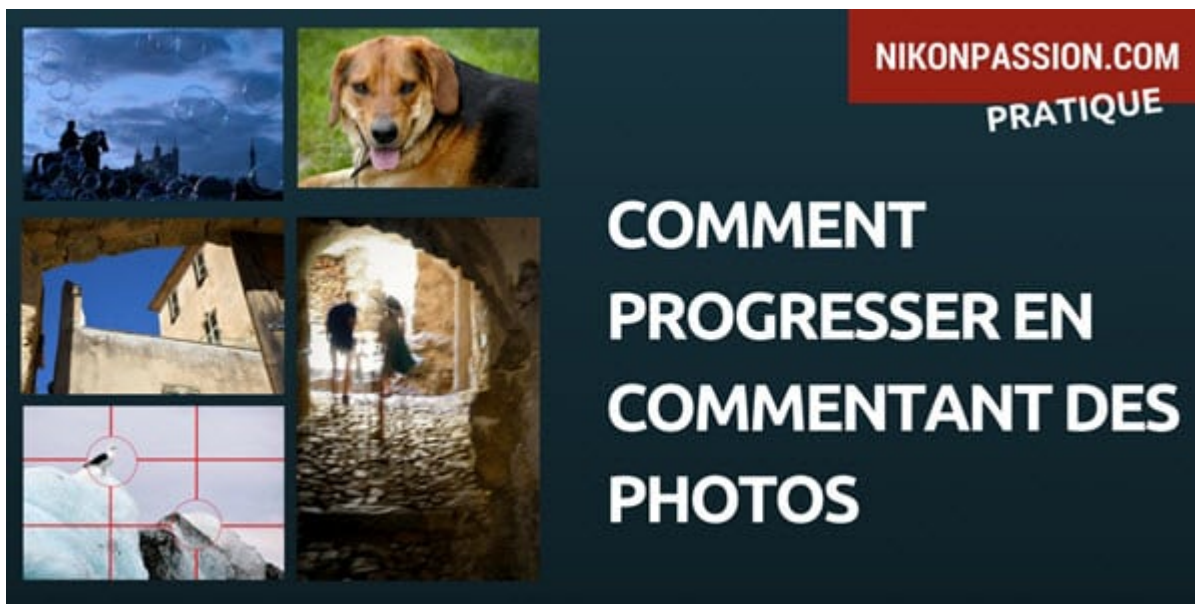 NIKONPASSION.COM
PRATIQUE
COMMENT
PROGRESSER EN
COMMENTANT DES
PHOTOS